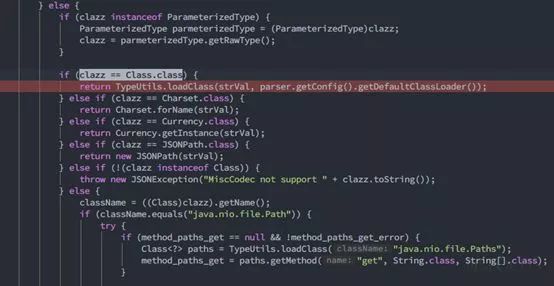 } else {
if (clazz instanceof ParameterizedType) {
ParameterizedType parmeterizedType = (ParameterizedType)clazz;
clazz = parmeterizedType.getRawType();
}
if (clazz == Class.class) {
return TypeUtils.loadClass(strVal, parser.getConfig().getDefaultClassLoader());
} else if (clazz == Charset.class) {
return Charset.forName(strVal);
} else if (clazz == Currency.class) {
return Currency.getInstance(strVal);
} else if (clazz == JSONPath.class) {
return new JSONPath(strVal);
} else if (!(clazz instanceof Class)) {
throw new JSONException("MiscCodec not support " + clazz.toString());
} else {
className = ((Class)clazz).getName();
if (className.equals("java.nio.file.Path")) {
try {
if (method_paths_get == null && !method_paths_get_error) {
Class<?> paths = TypeUtils.loadClass( className: "java.nio.file.Paths");
method_paths_get = paths.getMethod( name: "get", String.class, String[].class);
}